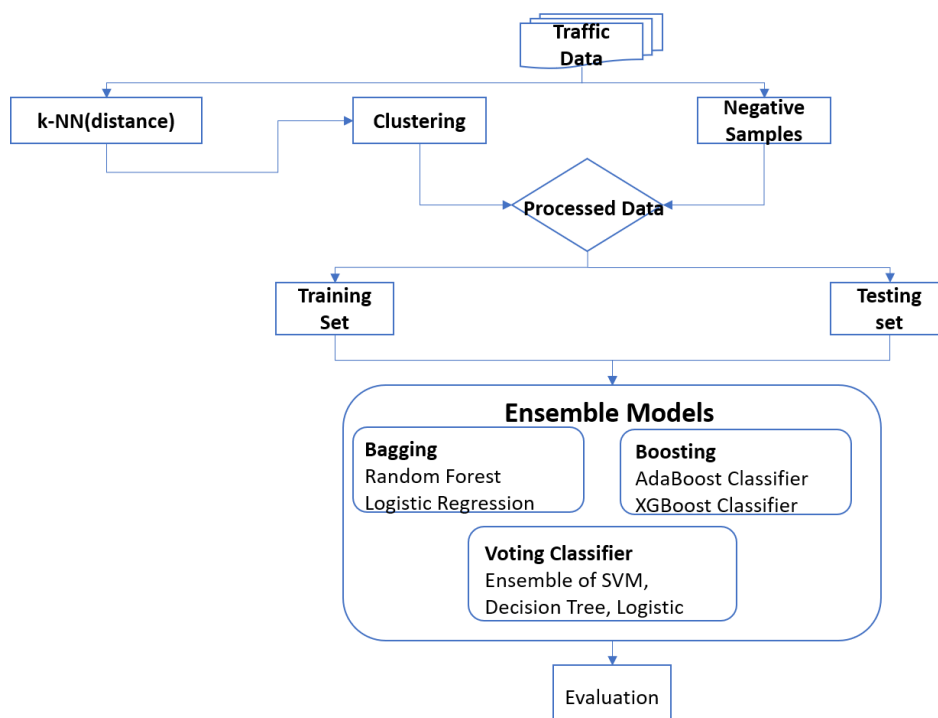 Traffic
Data
k-NN(distance)
Clustering
Negative
Samples
Processed Data
Training
Set
Testing
set
Ensemble Models
Bagging
Random Forest
Logistic Regression
Boosting
AdaBoost Classifier
XGBoost Classifier
Voting Classifier
Ensemble of SVM,
Decision Tree, Logistic
Evaluation